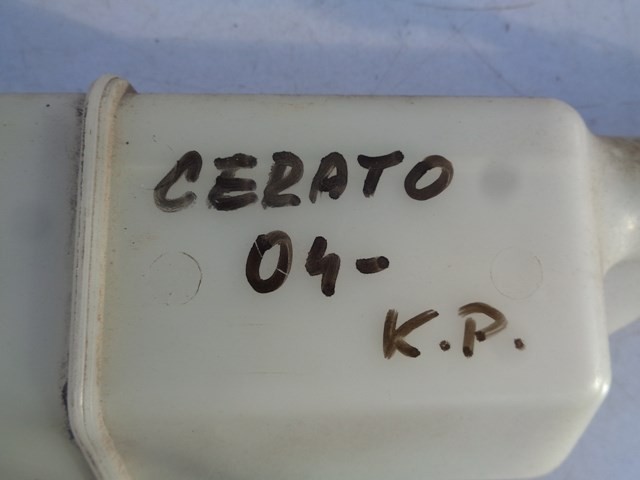 CERATO
04-
K.P.